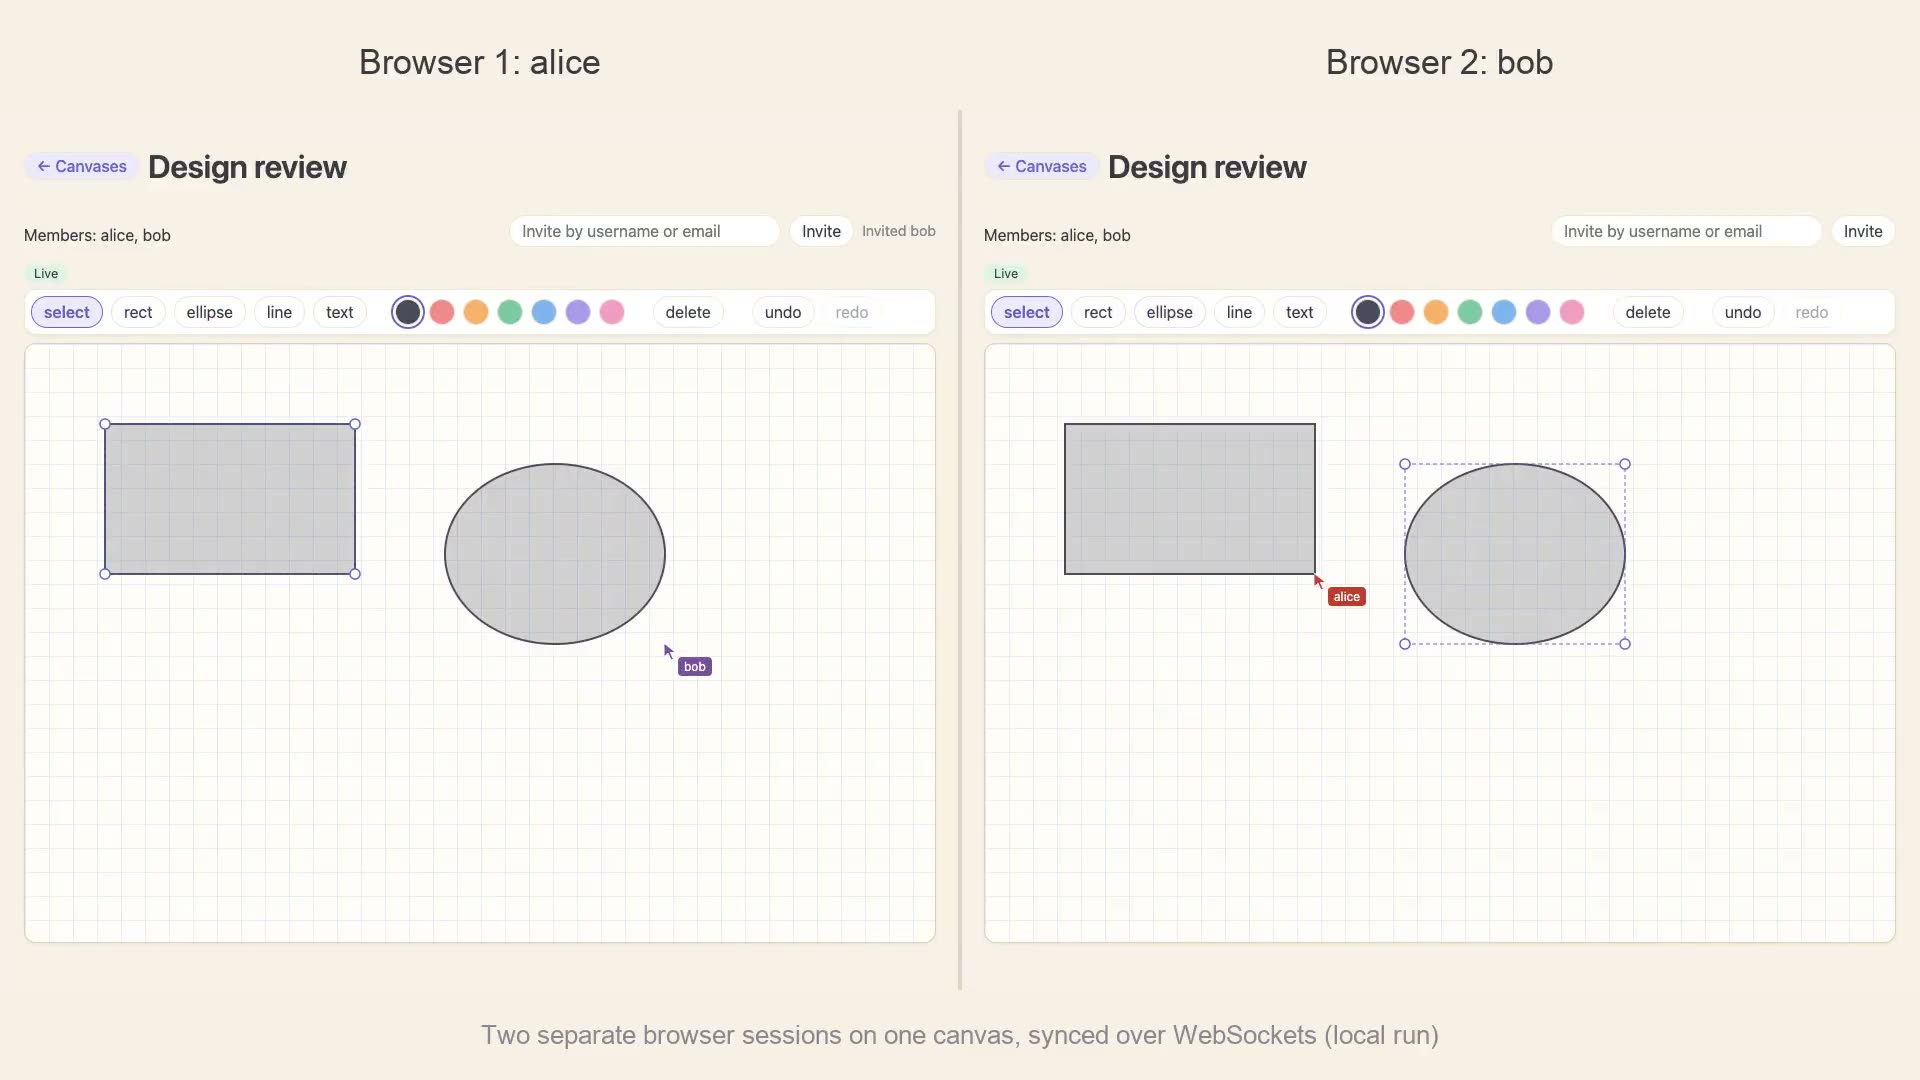 Browser 1: alice
← Canvases Design review
Members: alice, bob
Invite by username or email Invite Invited bob
Live
select rect ellipse line text delete undo redo
bob
Browser 2: bob
← Canvases Design review
Members: alice, bob
Invite by username or email Invite
Live
select rect ellipse line text delete undo redo
alice
Two separate browser sessions on one canvas, synced over WebSockets (local run)